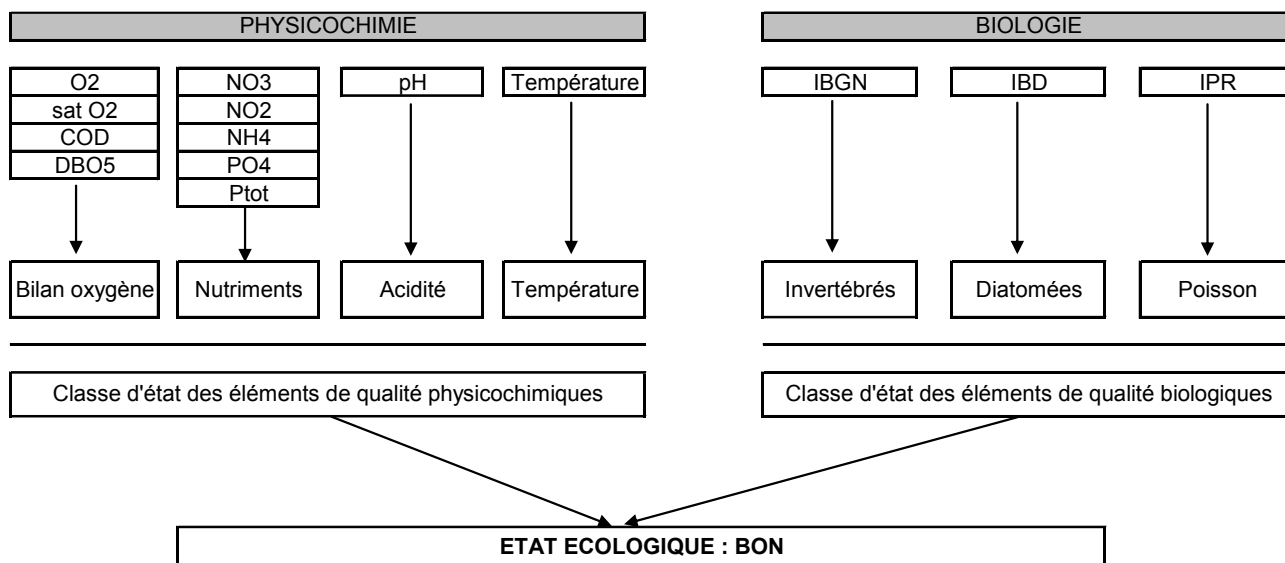 PHYSICOCHIMIE
BIOLOGIE
O2
sat O2
COD
DBO5
NO3
NO2
NH4
PO4
Ptot
pH
Température
IBGN
IBD
IPR
Bilan oxygène
Nutriments
Acidité
Température
Invertébrés
Diatomées
Poisson
Classe d'état des éléments de qualité physicochimiques
Classe d'état des éléments de qualité biologiques
ETAT ECOLOGIQUE : BON